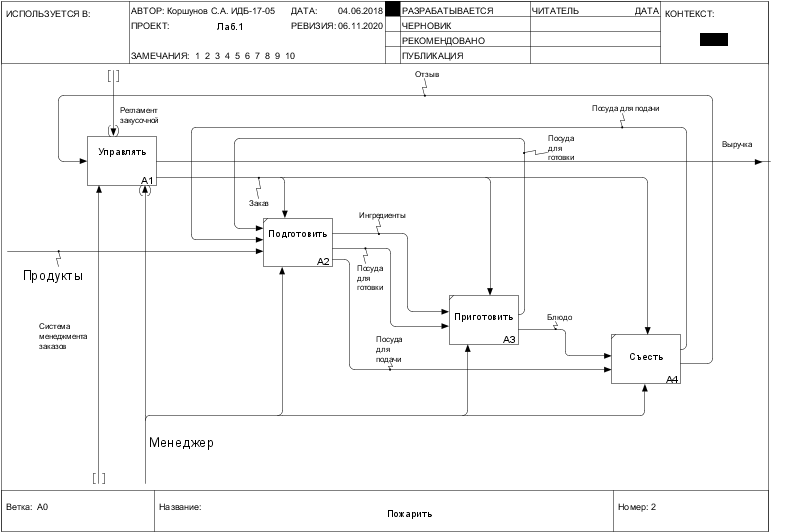 ИСПОЛЬЗУЕТСЯ В:
АВТОР: Коршунов С.А. ИДБ-17-05
ДАТА: 04.06.2018
РАЗРАБАТЫВАЕТСЯ
ЧИТАТЕЛЬ
ДАТА
КОНТЕКСТ:
ПРОЕКТ: Лаб.1
РЕВИЗИЯ: 06.11.2020
ЧЕРНОВИК
РЕКОМЕНДОВАНО
ЗАМЕЧАНИЯ: 1 2 3 4 5 6 7 8 9 10
ПУБЛИКАЦИЯ
Отзыв
Регламент
закусочной
Посуда для подачи
Управлять
A1
Посуда
для
готовки
Выручка
Заказ
Ингредиенты
Подготовить
A2
Продукты
Посуда
для
готовки
Система
менеджмента
заказов
Приготовить
A3
Блюдо
Посуда
для
подачи
Съесть
A4
Менеджер
Ветка: A0
Название:
Пожарить
Номер: 2